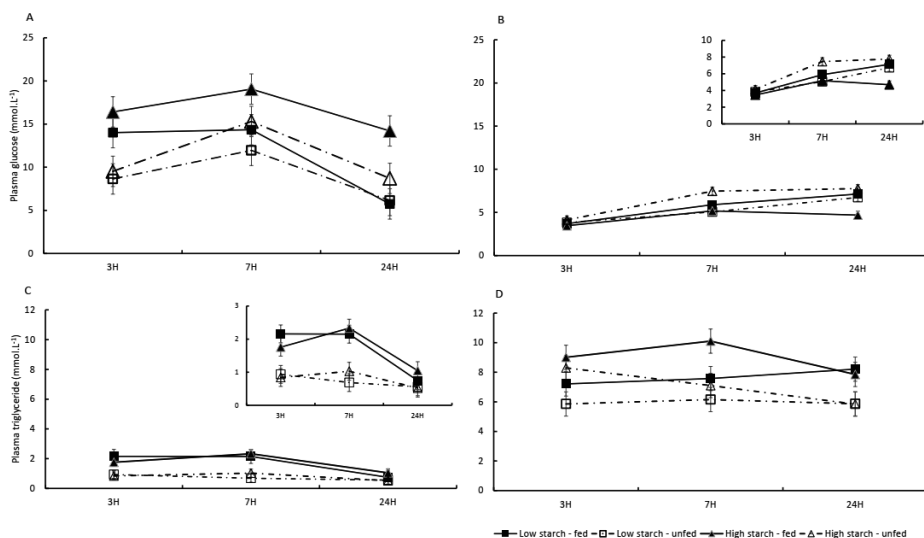 A
25
20
15
10
5
0
Plasma glucose (mmol.L⁻¹)
3H 7H 24H
B
25
20
15
10
5
0
3H 7H 24H
10
8
6
4
2
0
3H 7H 24H
C
12
10
8
6
4
2
0
Plasma triglyceride (mmol.L⁻¹)
3H 7H 24H
3
2
1
0
3H 7H 24H
D
12
10
8
6
4
2
0
3H 7H 24H
Low starch - fed Low starch - unfed High starch - fed High starch - unfed